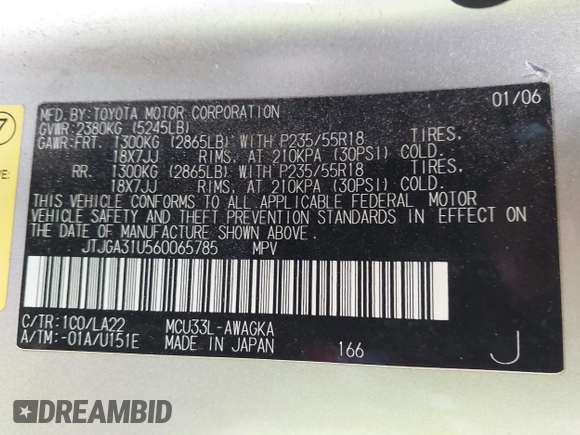 MFD.BY:TOYOTA MOTOR CORPORATION 01/06
GVWR:2380KG (5245LB)
GAWR:FRT. 1300KG (2865LB) WITH P235/55R18 TIRES,
18X7JJ RIMS, AT 210KPA (30PSI) COLD.
RR. 1300KG (2865LB) WITH P235/55R18 TIRES,
18X7JJ RIMS, AT 210KPA (30PSI) COLD.
THIS VEHICLE CONFORMS TO ALL APPLICABLE FEDERAL MOTOR
VEHICLE SAFETY AND THEFT PREVENTION STANDARDS IN EFFECT ON
THE DATE OF MANUFACTURE SHOWN ABOVE.
JTJGA31U560065785 MPV
C/TR:1C0/LA22 MCU33L-AWAGKA
A/TM:-01A/U151E MADE IN JAPAN 166 J
DREAMBID